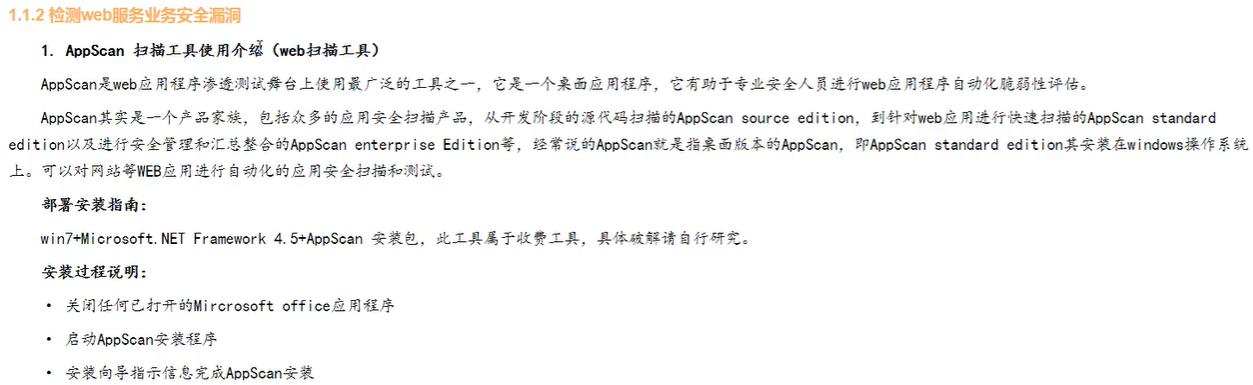 1.1.2 检测web服务业务安全漏洞
1. AppScan 扫描工具使用介绍（web扫描工具）
AppScan是web应用程序渗透测试舞台上使用最广泛的工具之一，它是一个桌面应用程序，它有助于专业安全人员进行web应用程序自动化脆弱性评估。
AppScan其实是一个产品家族，包括众多的应用安全扫描产品，从开发阶段的源代码扫描的AppScan source edition，到针对web应用进行快速扫描的AppScan standard
edition以及进行安全管理和汇总整合的AppScan enterprise Edition等，经常说的AppScan就是指桌面版本的AppScan，即AppScan standard edition其安装在windows操作系统
上。可以对网站等WEB应用进行自动化的应用安全扫描和测试。
部署安装指南：
win7+Microsoft.NET Framework 4.5+AppScan 安装包，此工具属于收费工具，具体破解请自行研究。
安装过程说明：
• 关闭任何已打开的Mircrosoft office应用程序
• 启动AppScan安装程序
• 安装向导指示信息完成AppScan安装